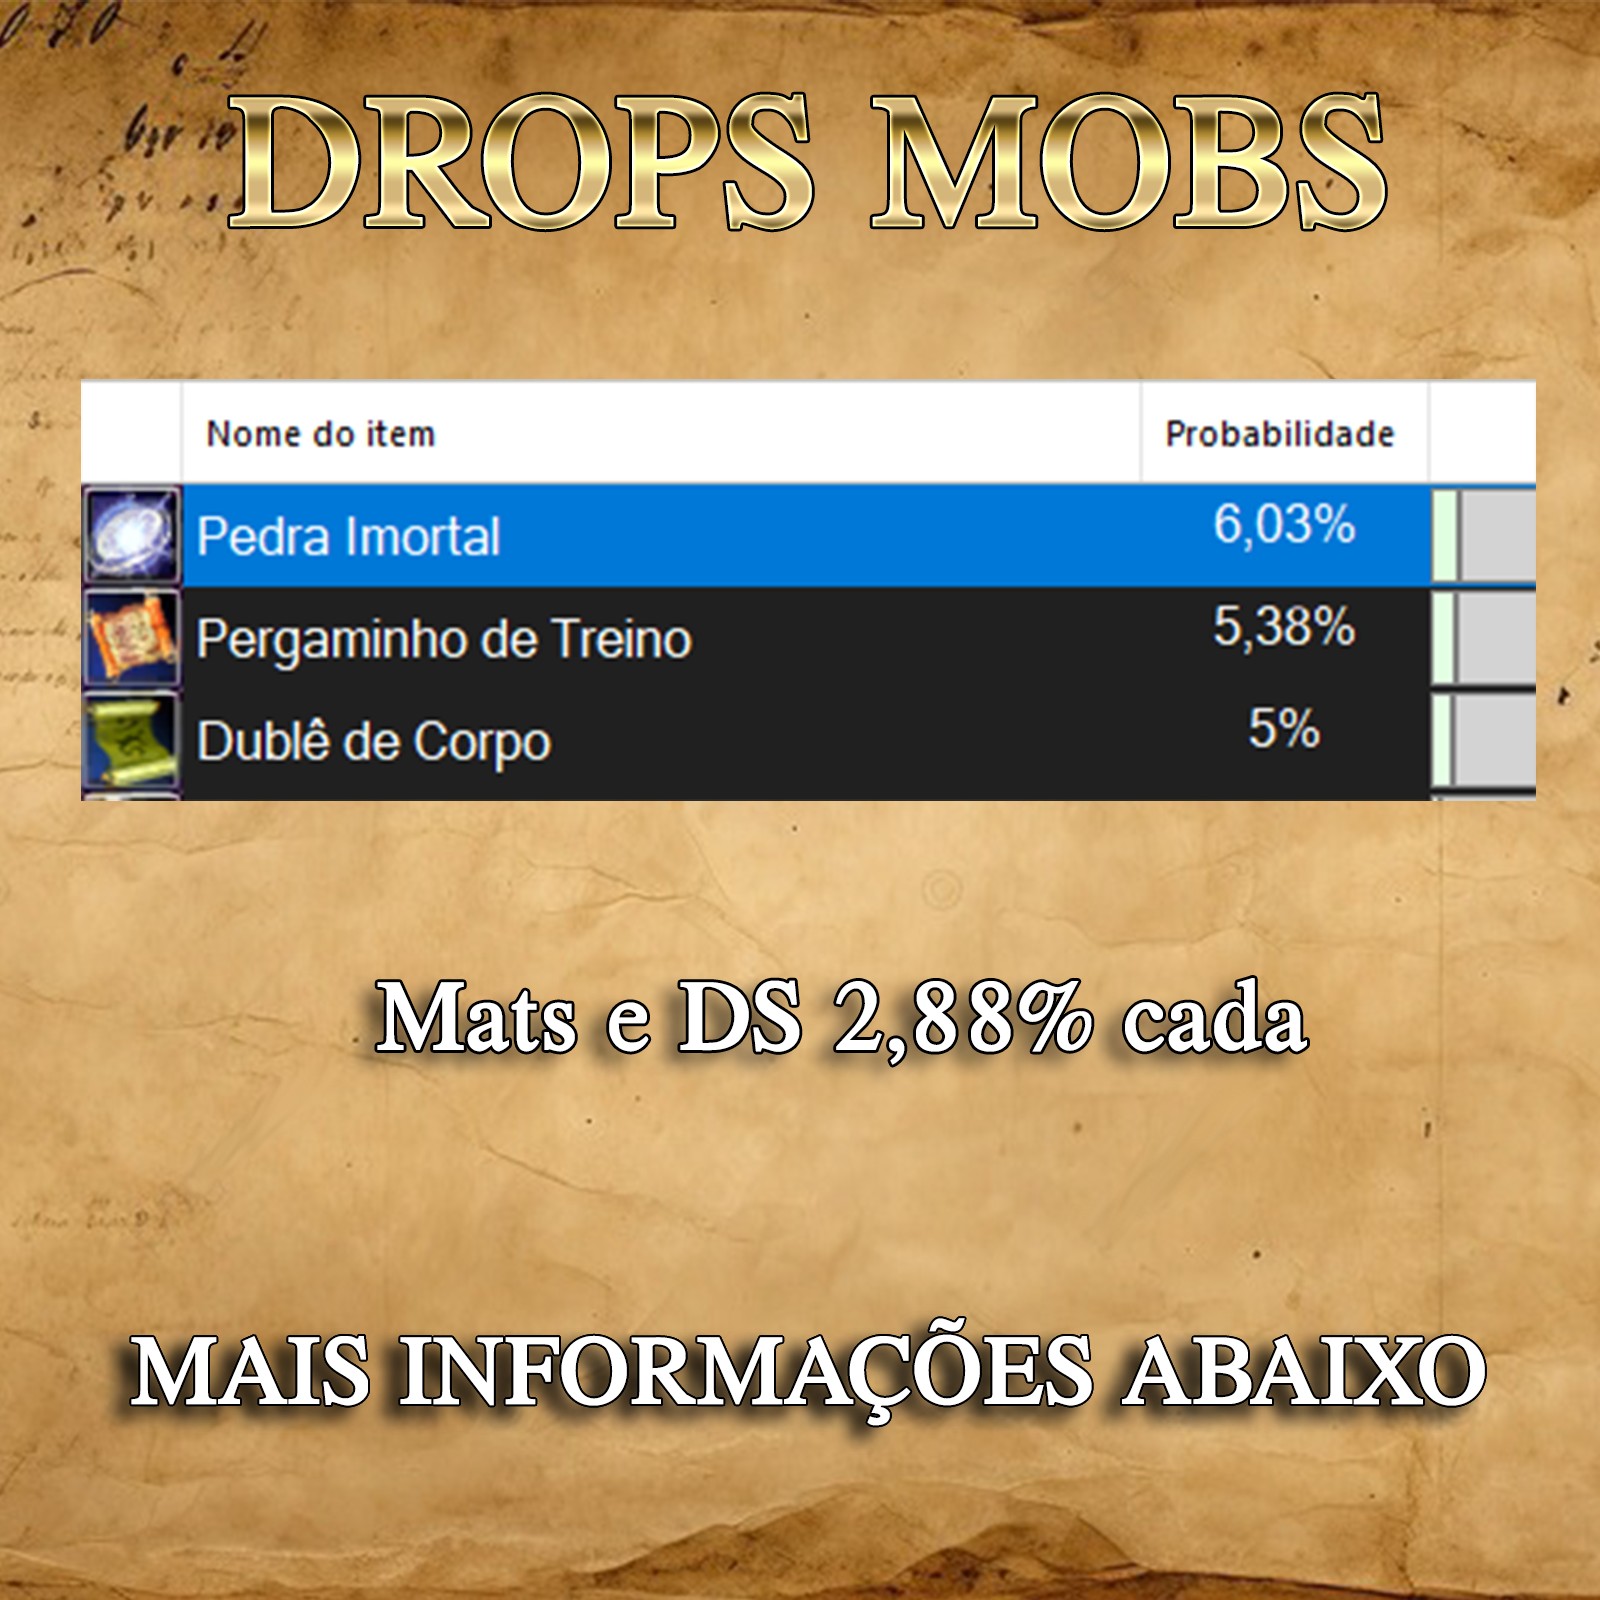 DROPS MOBS
Nome do item Probabilidade
Pedra Imortal 6,03%
Pergaminho de Treino 5,38%
Dublê de Corpo 5%
Mats e DS 2,88% cada
MAIS INFORMAÇÕES ABAIXO